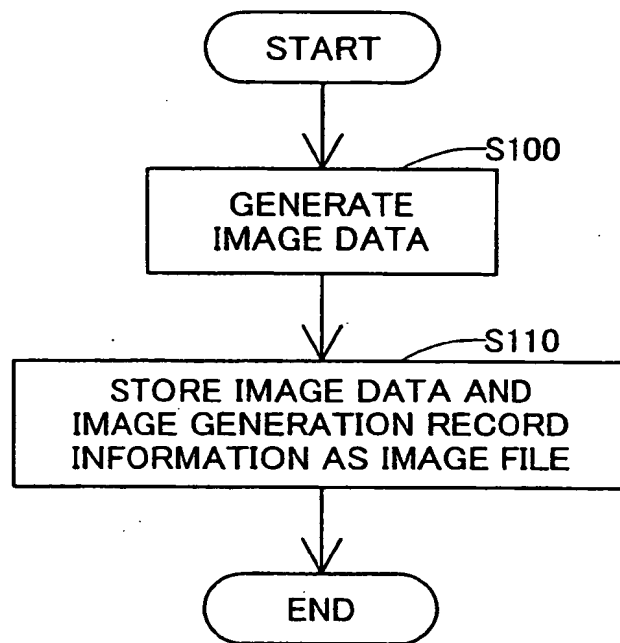 START
S100
GENERATE
IMAGE DATA
S110
STORE IMAGE DATA AND
IMAGE GENERATION RECORD
INFORMATION AS IMAGE FILE
END